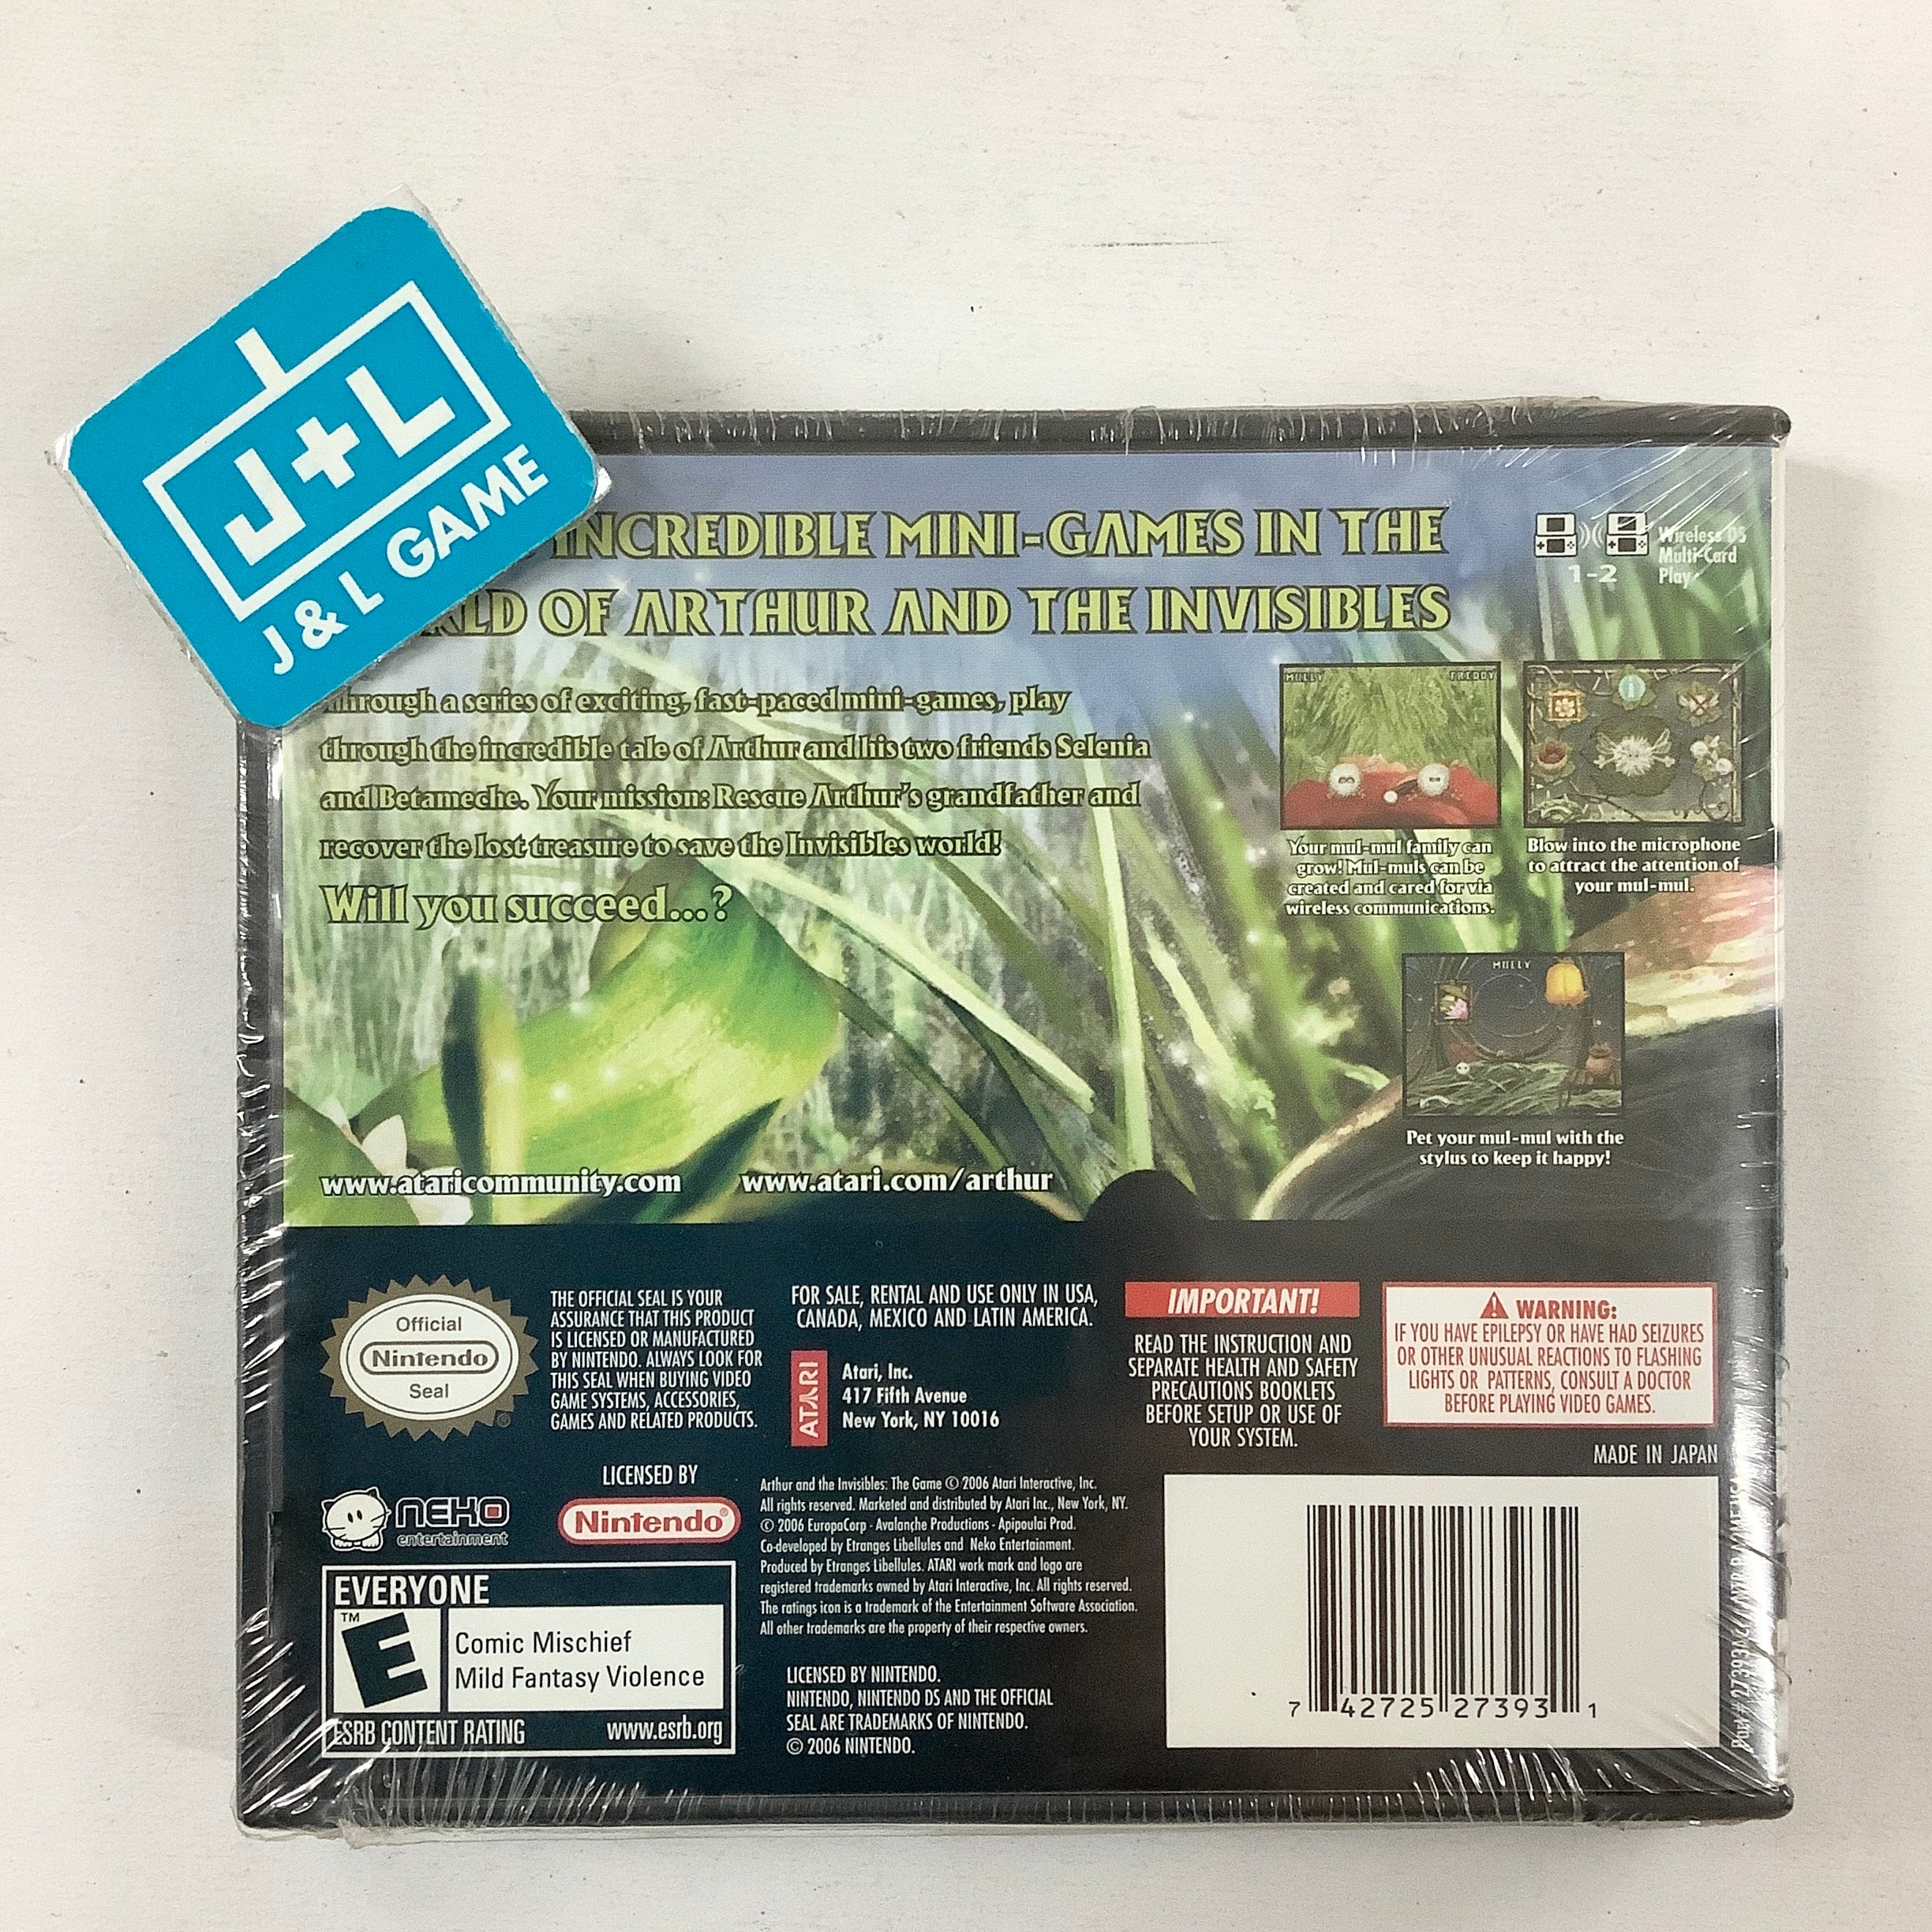 J+L
J & L GAME
INCREDIBLE MINI-GAMES IN THE
OF ARTHUR AND THE INVISIBLES
Wireless DS
Multi-Card
Play
1-2
Through a series of exciting, fast-paced mini-games, play
through the incredible tale of Arthur and his two friends Selenia
and Betameche. Your mission: Rescue Arthur's grandfather and
recover the lost treasure to save the Invisibles world!
Will you succeed...?
MOLLY FREDDY
Your mul-mul family can
grow! Mul-muls can be
created and cared for via
wireless communications.
Blow into the microphone
to attract the attention of
your mul-mul.
MOLLY
Pet your mul-mul with the
stylus to keep it happy!
www.ataricommunity.com www.atari.com/arthur
Official
Nintendo
Seal
THE OFFICIAL SEAL IS YOUR
ASSURANCE THAT THIS PRODUCT
IS LICENSED OR MANUFACTURED
BY NINTENDO. ALWAYS LOOK FOR
THIS SEAL WHEN BUYING VIDEO
GAME SYSTEMS, ACCESSORIES,
GAMES AND RELATED PRODUCTS.
FOR SALE, RENTAL AND USE ONLY IN USA,
CANADA, MEXICO AND LATIN AMERICA.
ATARI
Atari, Inc.
417 Fifth Avenue
New York, NY 10016
IMPORTANT!
READ THE INSTRUCTION AND
SEPARATE HEALTH AND SAFETY
PRECAUTIONS BOOKLETS
BEFORE SETUP OR USE OF
YOUR SYSTEM.
WARNING:
IF YOU HAVE EPILEPSY OR HAVE HAD SEIZURES
OR OTHER UNUSUAL REACTIONS TO FLASHING
LIGHTS OR PATTERNS, CONSULT A DOCTOR
BEFORE PLAYING VIDEO GAMES.
MADE IN JAPAN
NEKO
entertainment
LICENSED BY
Nintendo®
Arthur and the Invisibles: The Game © 2006 Atari Interactive, Inc.
All rights reserved. Marketed and distributed by Atari Inc., New York, NY.
© 2006 EuropaCorp - Avalanche Productions - Apipoulai Prod.
Co-developed by Etranges Libellules and Neko Entertainment.
Produced by Etranges Libellules. ATARI work mark and logo are
registered trademarks owned by Atari Interactive, Inc. All rights reserved.
The ratings icon is a trademark of the Entertainment Software Association.
All other trademarks are the property of their respective owners.
LICENSED BY NINTENDO.
NINTENDO, NINTENDO DS AND THE OFFICIAL
SEAL ARE TRADEMARKS OF NINTENDO.
© 2006 NINTENDO.
EVERYONE
TM
E
Comic Mischief
Mild Fantasy Violence
ESRB CONTENT RATING www.esrb.org
7 42725 27393 1
Part #